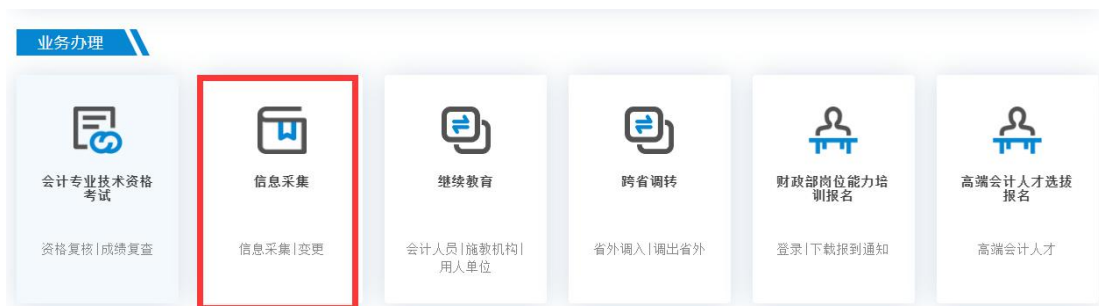 业务办理
会计专业技术资格
考试
信息采集
继续教育
跨省调转
财政部岗位能力培
训报名
高端会计人才选拔
报名
资格复核|成绩复查
信息采集|变更
会计人员|施教机构|
用人单位
省外调入|调出省外
登录|下载报到通知
高端会计人才